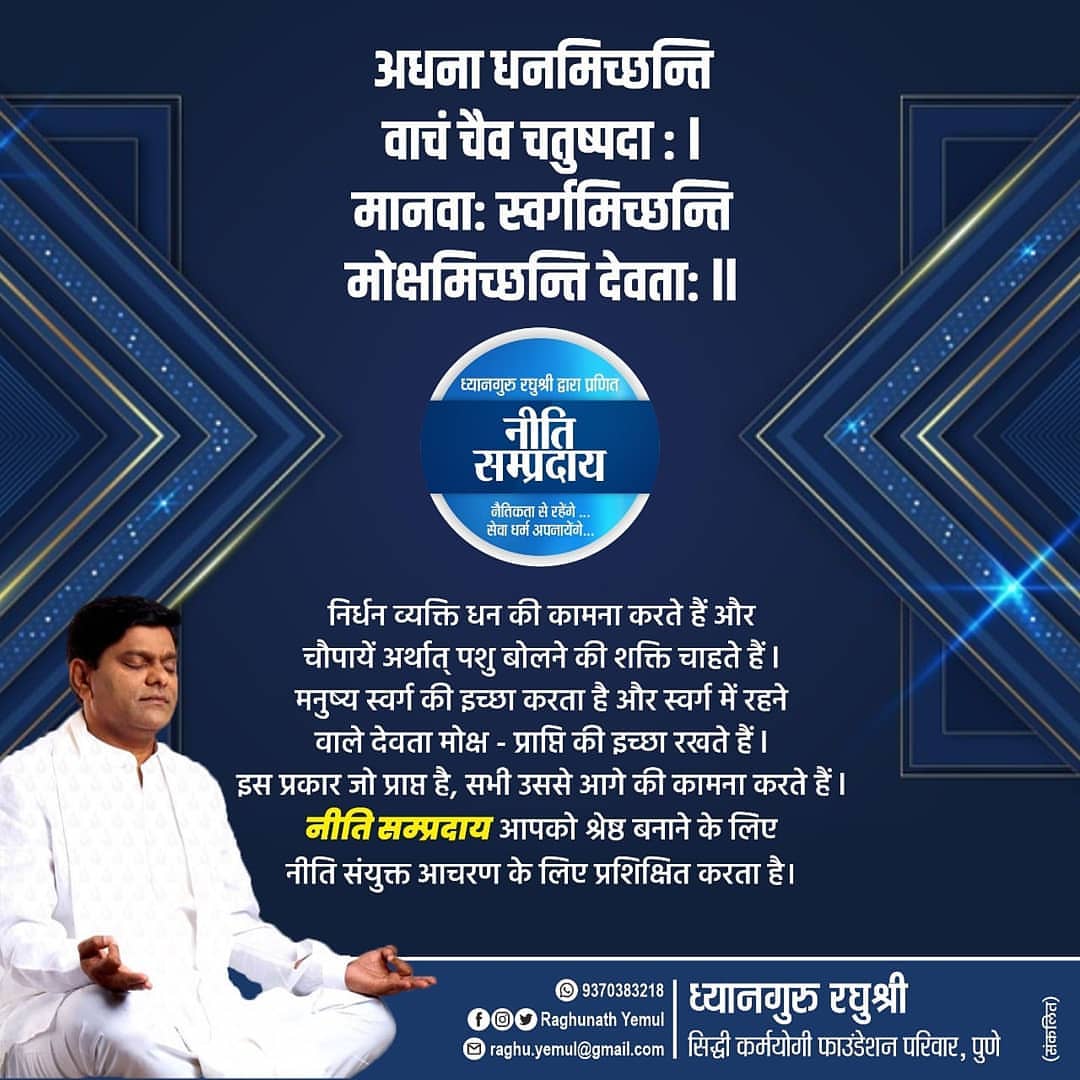 अधना धनमिच्छन्ति
वाचं चैव चतुष्पदा : ।
मानवा: स्वर्गमिच्छन्ति
मोक्षमिच्छन्ति देवता: ॥
ध्यानगुरु रघुश्री द्वारा प्रणित
नीति
सम्प्रदाय
नैतिकता से रहेंगे ...
सेवा धर्म अपनायेंगे...
निर्धन व्यक्ति धन की कामना करते हैं और
चौपायें अर्थात् पशु बोलने की शक्ति चाहते हैं ।
मनुष्य स्वर्ग की इच्छा करता है और स्वर्ग में रहने
वाले देवता मोक्ष - प्राप्ति की इच्छा रखते हैं ।
इस प्रकार जो प्राप्त है, सभी उससे आगे की कामना करते हैं ।
नीति सम्प्रदाय आपको श्रेष्ठ बनाने के लिए
नीति संयुक्त आचरण के लिए प्रशिक्षित करता है।
9370383218
Raghunath Yemul
raghu.yemul@gmail.com
ध्यानगुरु रघुश्री
सिद्धी कर्मयोगी फाउंडेशन परिवार, पुणे
(संकलित)